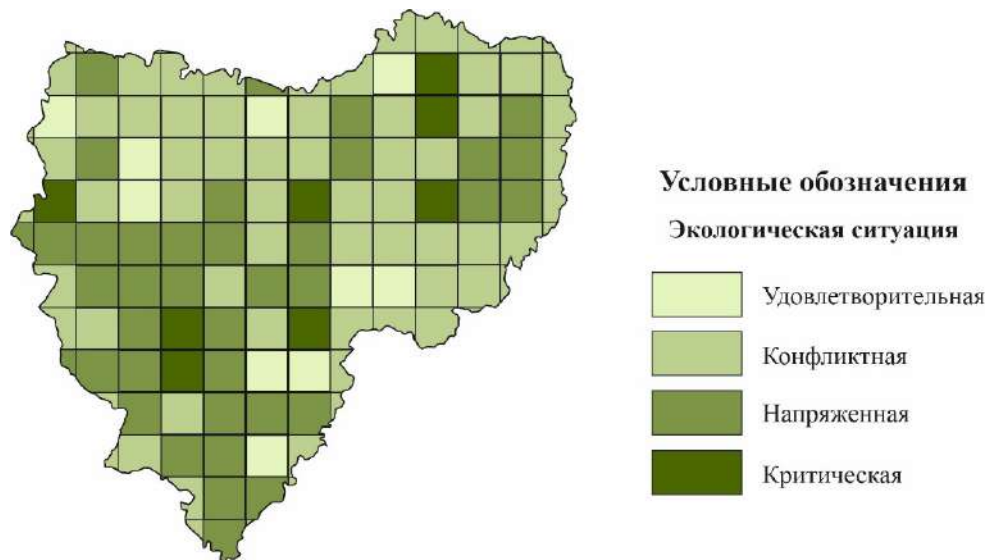 Условные обозначения
Экологическая ситуация
Удовлетворительная
Конфликтная
Напряженная
Критическая